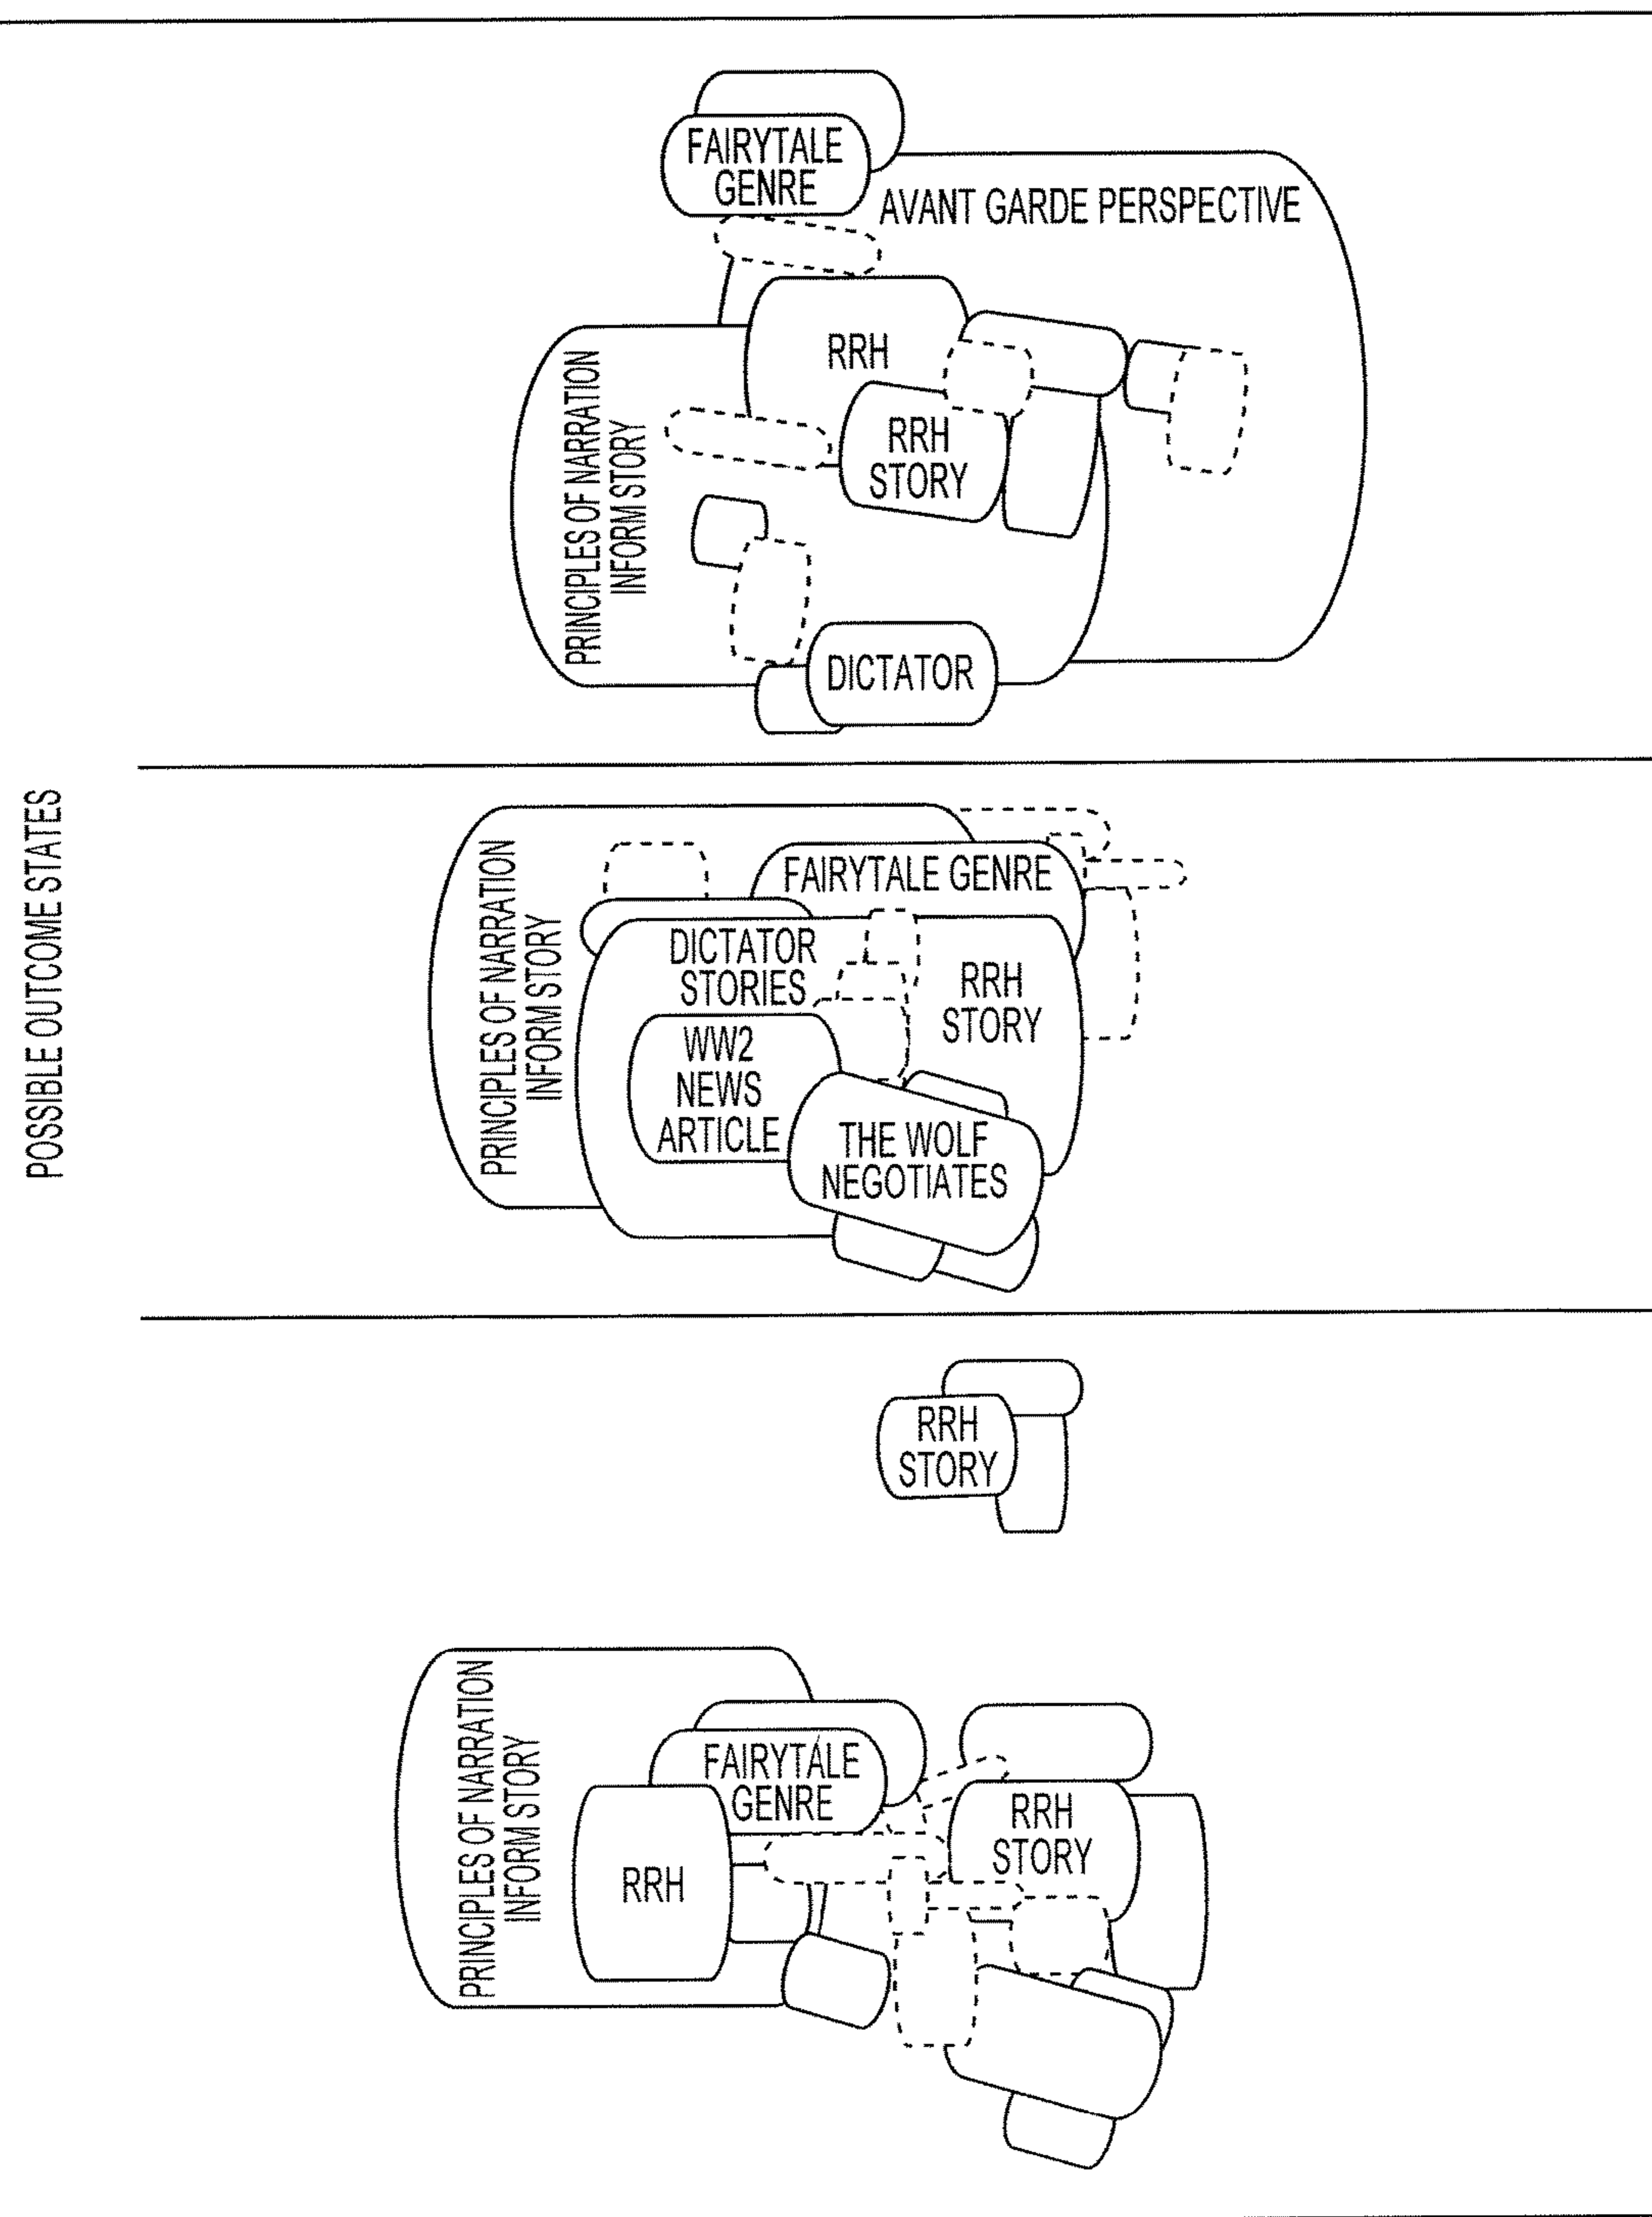 POSSIBLE OUTCOME STATES
FAIRYTALE
GENRE
AVANT GARDE PERSPECTIVE
PRINCIPLES OF NARRATION
INFORM STORY
RRH
RRH
STORY
DICTATOR
PRINCIPLES OF NARRATION
INFORM STORY
FAIRYTALE GENRE
DICTATOR
STORIES
RRH
STORY
WW2
NEWS
ARTICLE
THE WOLF
NEGOTIATES
RRH
STORY
PRINCIPLES OF NARRATION
INFORM STORY
FAIRYTALE
GENRE
RRH
RRH
STORY